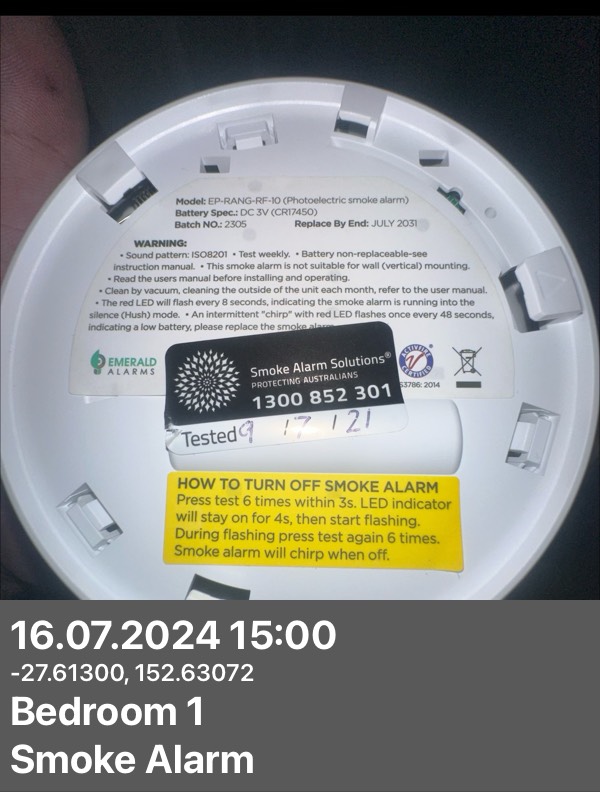 Model: EP-RANG-RF-10 (Photoelectric smoke alarm)
Battery Spec.: DC 3V (CR17450)
Batch NO.: 2305 Replace By End: JULY 2031
WARNING:
• Sound pattern: ISO8201 • Test weekly. • Battery non-replaceable-see
instruction manual. • This smoke alarm is not suitable for wall (vertical) mounting.
• Read the users manual before installing and operating.
• Clean by vacuum, cleaning the outside of the unit each month, refer to the user manual.
• The red LED will flash every 8 seconds, indicating the smoke alarm is running into the
silence (Hush) mode. • An intermittent "chirp" with red LED flashes once every 48 seconds,
indicating a low battery, please replace the smoke alarm
EMERALD
ALARMS
Smoke Alarm Solutions®
PROTECTING AUSTRALIANS
1300 852 301
Tested 9 17 121
ACTIVFIRE
CERTIFIED
S3786: 2014
HOW TO TURN OFF SMOKE ALARM
Press test 6 times within 3s. LED indicator
will stay on for 4s, then start flashing.
During flashing press test again 6 times.
Smoke alarm will chirp when off.
16.07.2024 15:00
-27.61300, 152.63072
Bedroom 1
Smoke Alarm